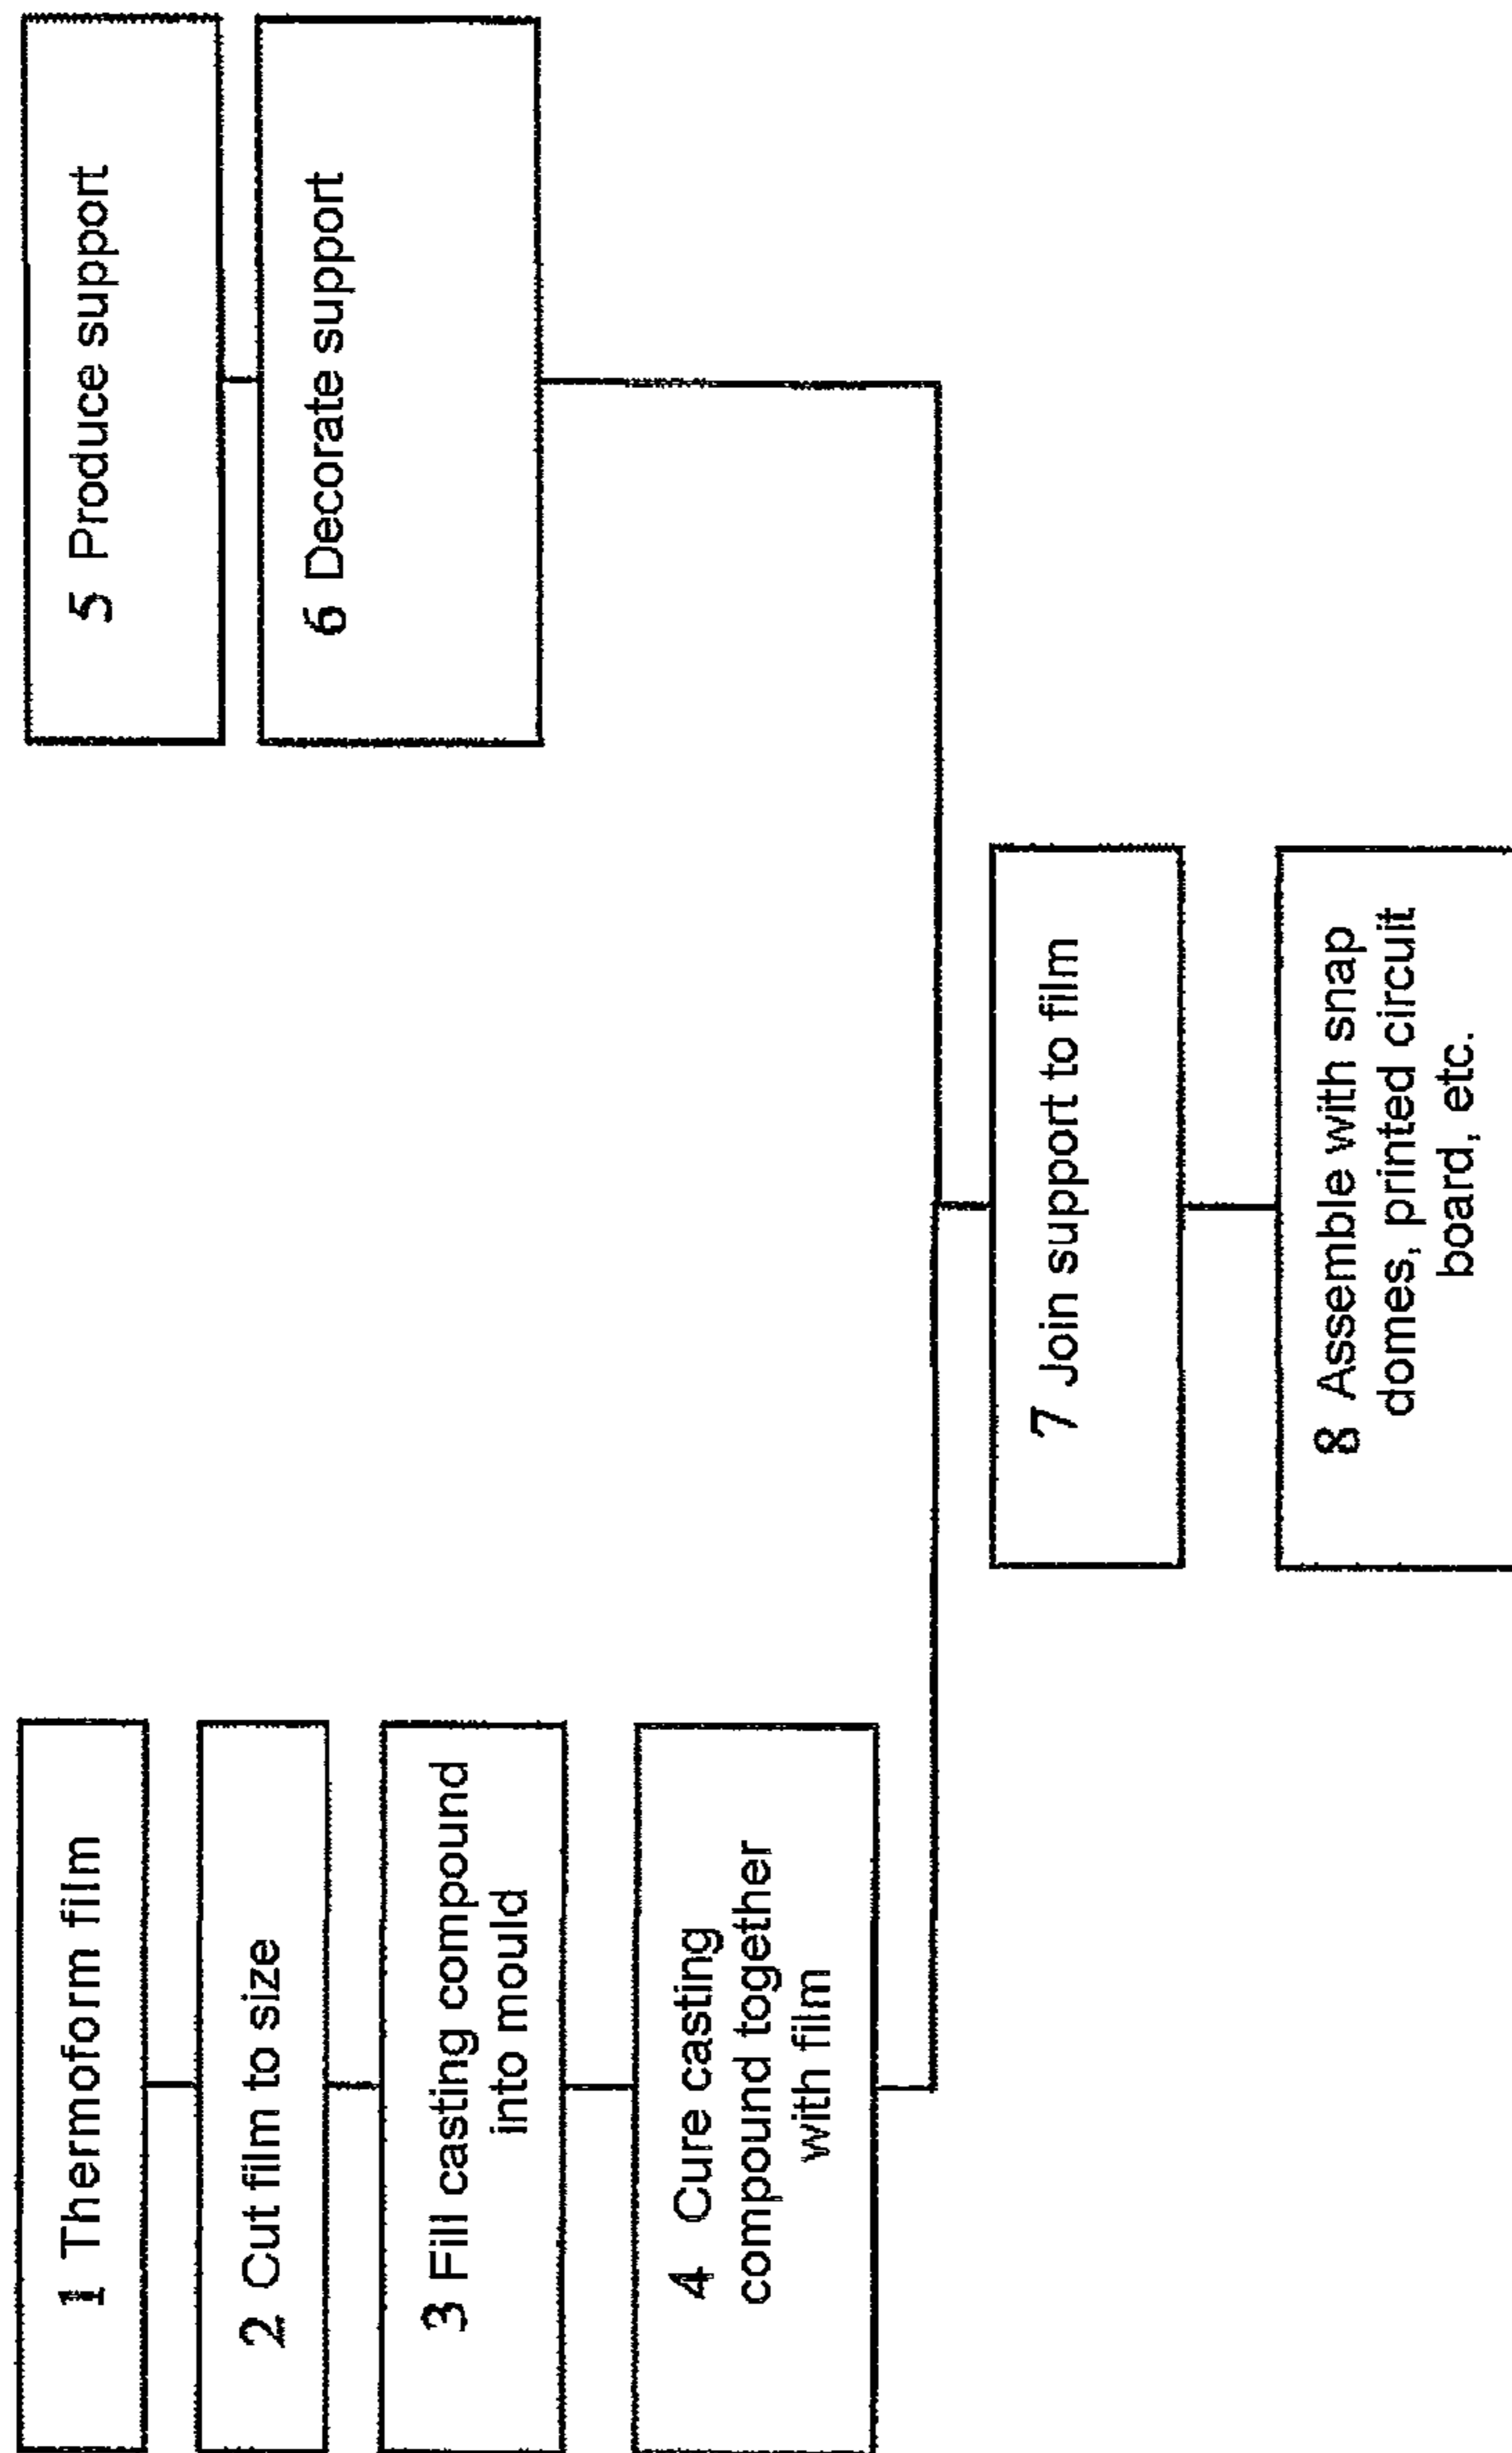 1 Thermoform film
2 Cut film to size
3 Fill casting compound
into mould
4 Cure casting
compound together
with film
5 Produce support
6 Decorate support
7 Join support to film
8 Assemble with snap
domes, printed circuit
board, etc.